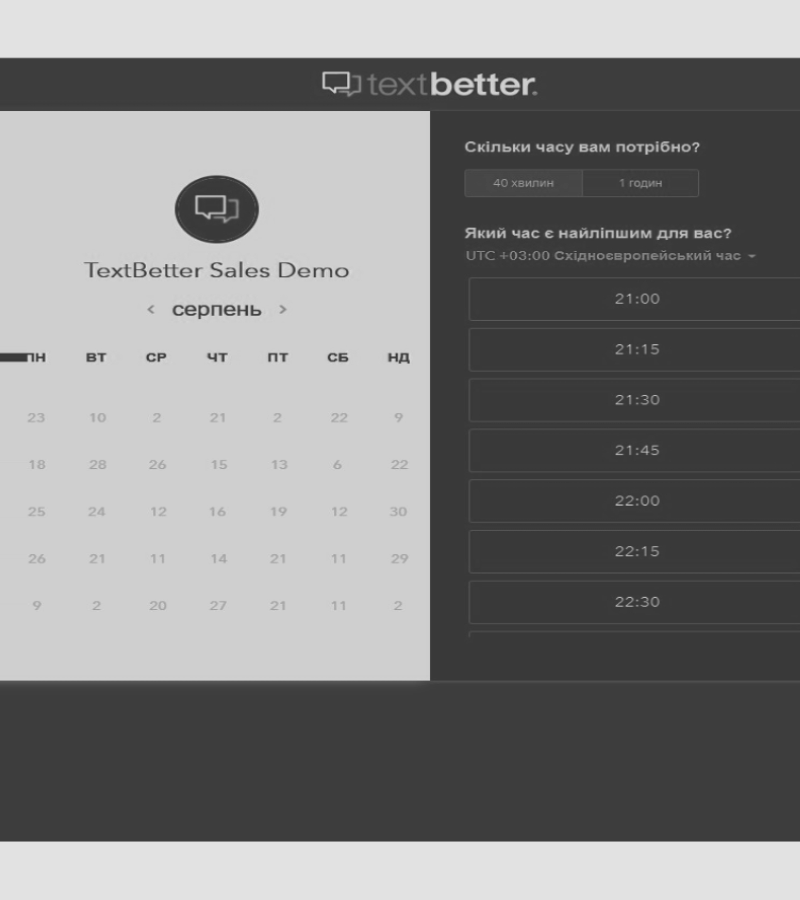 textbetter.
TextBetter Sales Demo
< серпень >
ПН ВТ СР ЧТ ПТ СБ НД
23 10 2 21 2 22 9
18 28 26 15 13 6 22
25 24 12 16 19 12 30
26 21 11 14 21 11 29
9 2 20 27 21 11 2
Скільки часу вам потрібно?
40 хвилин 1 годин
Який час є найліпшим для вас?
UTC +03:00 Східноєвропейський час
21:00
21:15
21:30
21:45
22:00
22:15
22:30